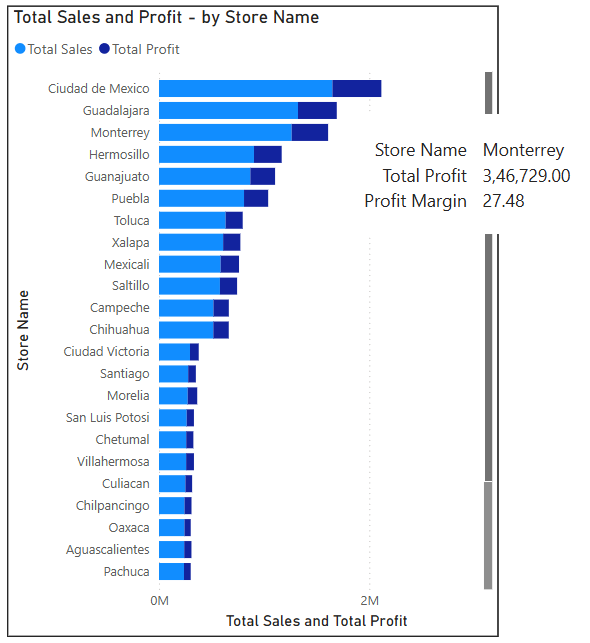 Total Sales and Profit - by Store Name
Total Sales Total Profit
Store Name
Ciudad de Mexico
Guadalajara
Monterrey
Hermosillo
Guanajuato
Puebla
Toluca
Xalapa
Mexicali
Saltillo
Campeche
Chihuahua
Ciudad Victoria
Santiago
Morelia
San Luis Potosi
Chetumal
Villahermosa
Culiacan
Chilpancingo
Oaxaca
Aguascalientes
Pachuca
0M 2M
Total Sales and Total Profit
Store Name Monterrey
Total Profit 3,46,729.00
Profit Margin 27.48